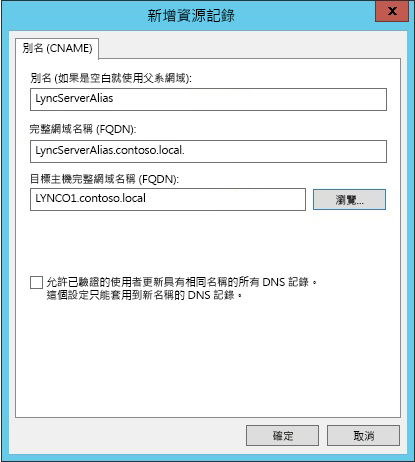 新增資源記錄
x
別名 (CNAME)
別名 (如果是空白就使用父系網域):
LyncServerAlias
完整網域名稱 (FQDN):
LyncServerAlias.contoso.local.
目標主機完整網域名稱 (FQDN):
LYNCO1.contoso.local
瀏覽...
允許已驗證的使用者更新具有相同名稱的所有 DNS 記錄。
這個設定只能套用到新名稱的 DNS 記錄。
確定
取消